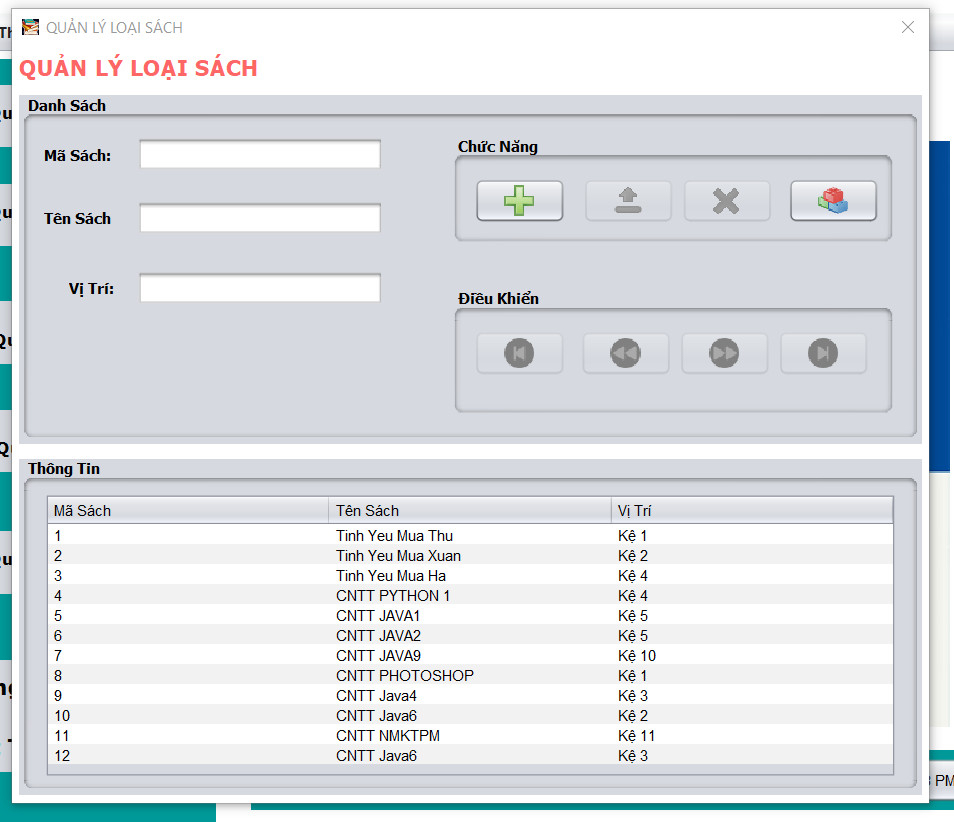 QUẢN LÝ LOẠI SÁCH
QUẢN LÝ LOẠI SÁCH
Danh Sách
Mã Sách:
Tên Sách
Vị Trí:
Chức Năng
Điều Khiển
Thông Tin
Mã Sách Tên Sách Vị Trí
1 Tinh Yeu Mua Thu Kệ 1
2 Tinh Yeu Mua Xuan Kệ 2
3 Tinh Yeu Mua Ha Kệ 4
4 CNTT PYTHON 1 Kệ 4
5 CNTT JAVA1 Kệ 5
6 CNTT JAVA2 Kệ 5
7 CNTT JAVA9 Kệ 10
8 CNTT PHOTOSHOP Kệ 1
9 CNTT Java4 Kệ 3
10 CNTT Java6 Kệ 2
11 CNTT NMKTPM Kệ 11
12 CNTT Java6 Kệ 3
PM